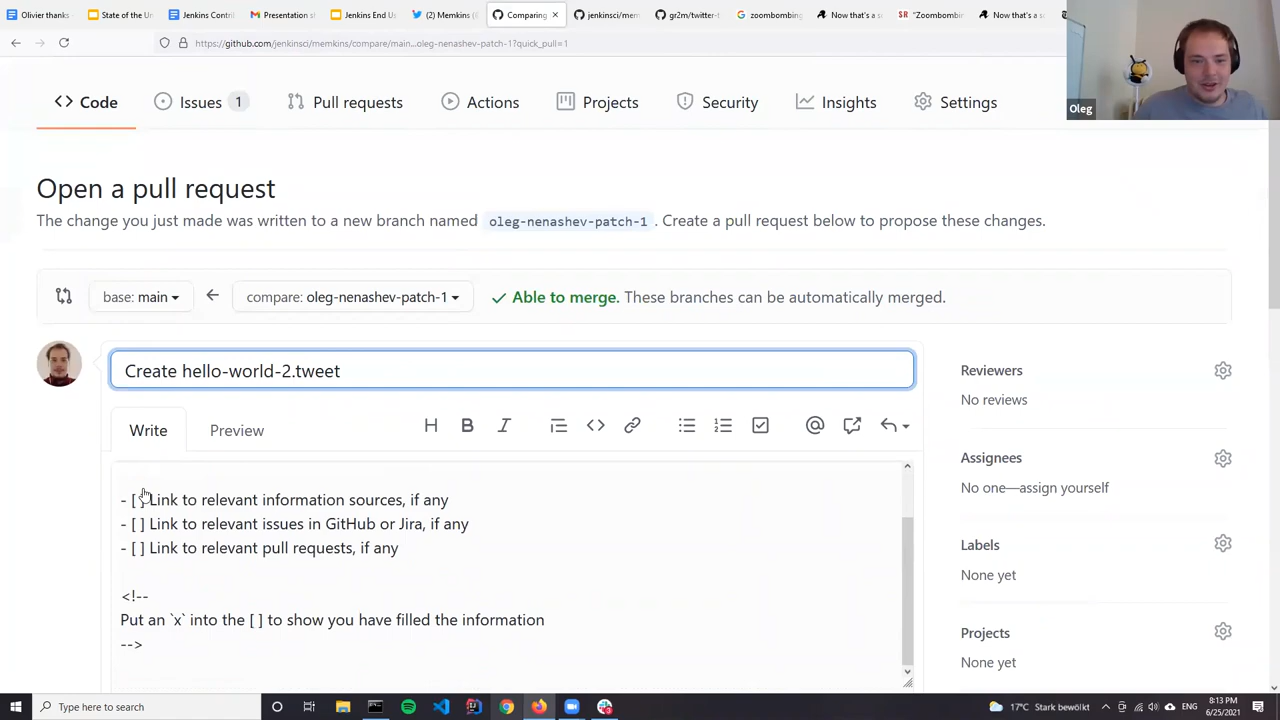 Olivier thanks
State of the Un
Jenkins Contri
Presentation s
Jenkins End Us
(2) Memkins (
Comparing
jenkinsci/mem
gr2m/twitter-t
zoombombing
Now that's a si
"Zoombombin
Now that's a si
https://github.com/jenkinsci/memkins/compare/main...oleg-nenashev-patch-1?quick_pull=1
Oleg
Code
Issues 1
Pull requests
Actions
Projects
Security
Insights
Settings
Open a pull request
The change you just made was written to a new branch named oleg-nenashev-patch-1 . Create a pull request below to propose these changes.
base: main
compare: oleg-nenashev-patch-1
Able to merge. These branches can be automatically merged.
Create hello-world-2.tweet
Write
Preview
- [ ] Link to relevant information sources, if any
- [ ] Link to relevant issues in GitHub or Jira, if any
- [ ] Link to relevant pull requests, if any
<!--
Put an `x` into the [ ] to show you have filled the information
-->
Reviewers
No reviews
Assignees
No one—assign yourself
Labels
None yet
Projects
None yet
Type here to search
17°C Stark bewölkt
8:13 PM
6/25/2021